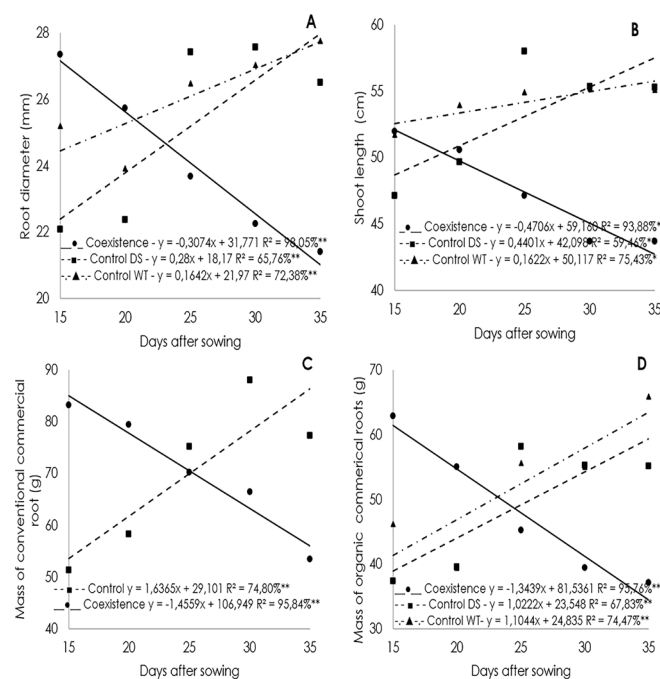 A
28
26
24
22
20
Root diameter (mm)
Coexistence - y = -0,3074x + 31,771 R² = 98,05%**
Control DS - y = 0,28x + 18,17 R² = 65,76%**
Control WT- y = 0,1642x + 21,97 R² = 72,38%**
15 20 25 30 35
Days after sowing
B
60
55
50
45
40
Shoot length (cm)
Coexistence - y = -0,4706x + 59,160 93,88%**
Control DS - y = 0,4401x + 42,098 R² = 59,46%**
Control WT - y = 0,1622x + 50,117 R² = 75,43%*
15 20 25 30 35
Days after sowing
C
90
80
70
60
50
40
Mass of conventional commercial
root (g)
Control y = 1,6365x + 29,101 R² = 74,80%**
Coexistence y = -1,4559x + 106,949 R² = 95,84%**
15 20 25 30 35
Days after sowing
D
70
60
50
40
30
Mass of organic commerical roots (g)
Coexistence - y = -1,3439x + 81,5361 R² = 95,76%**
Control DS - y = 1,0222x + 23,548 R² = 67,83%**
Control WT- y = 1,1044x + 24,835 R² = 74,47%**
15 20 25 30 35
Days after sowing